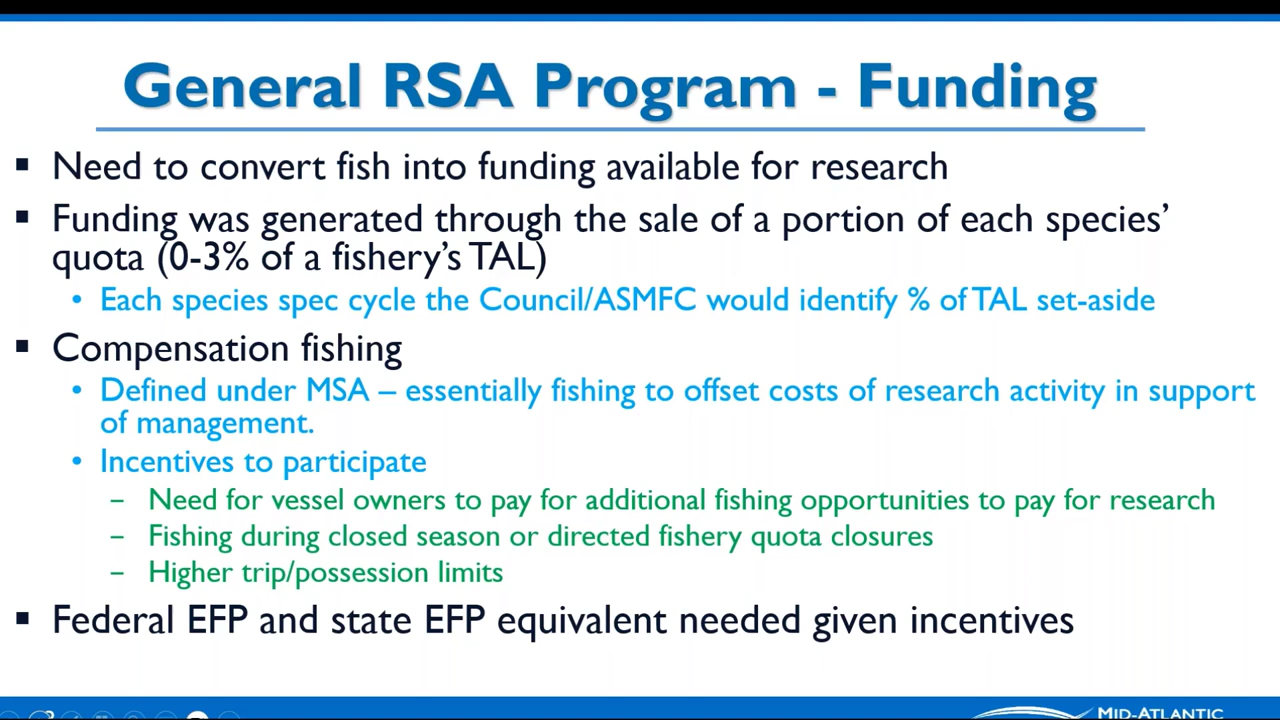 General RSA Program - Funding
▪ Need to convert fish into funding available for research
▪ Funding was generated through the sale of a portion of each species’
quota (0-3% of a fishery’s TAL)
• Each species spec cycle the Council/ASMFC would identify % of TAL set-aside
▪ Compensation fishing
• Defined under MSA – essentially fishing to offset costs of research activity in support
of management.
• Incentives to participate
– Need for vessel owners to pay for additional fishing opportunities to pay for research
– Fishing during closed season or directed fishery quota closures
– Higher trip/possession limits
▪ Federal EFP and state EFP equivalent needed given incentives
MID-ATLANTIC